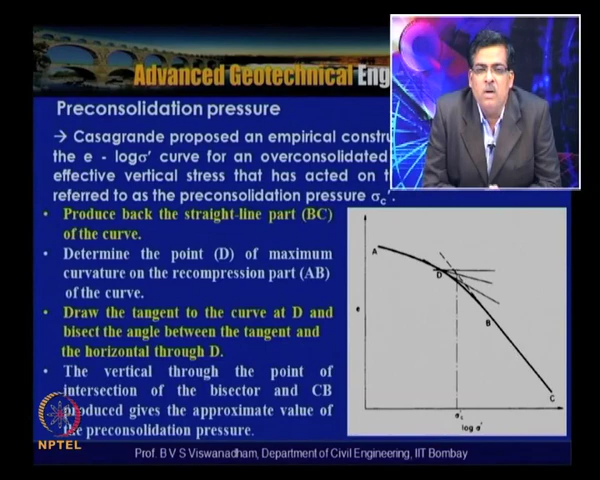 Advanced Geotechnical
Preconsolidation pressure
→ Casagrande proposed an empirical
the e - logσ' curve for an overconsolidated
effective vertical stress that has acted on
referred to as the preconsolidation pressure σc'.
• Produce back the straight-line part (BC)
of the curve.
• Determine the point (D) of maximum
curvature on the recompression part (AB)
of the curve.
• Draw the tangent to the curve at D and
bisect the angle between the tangent and
the horizontal through D.
• The vertical through the point of
intersection of the bisector and CB
produced gives the approximate value of
the preconsolidation pressure.
A
D
e
B
C
σ'c
log σ'
NPTEL
Prof. B V S Viswanadham, Department of Civil Engineering, IIT Bombay